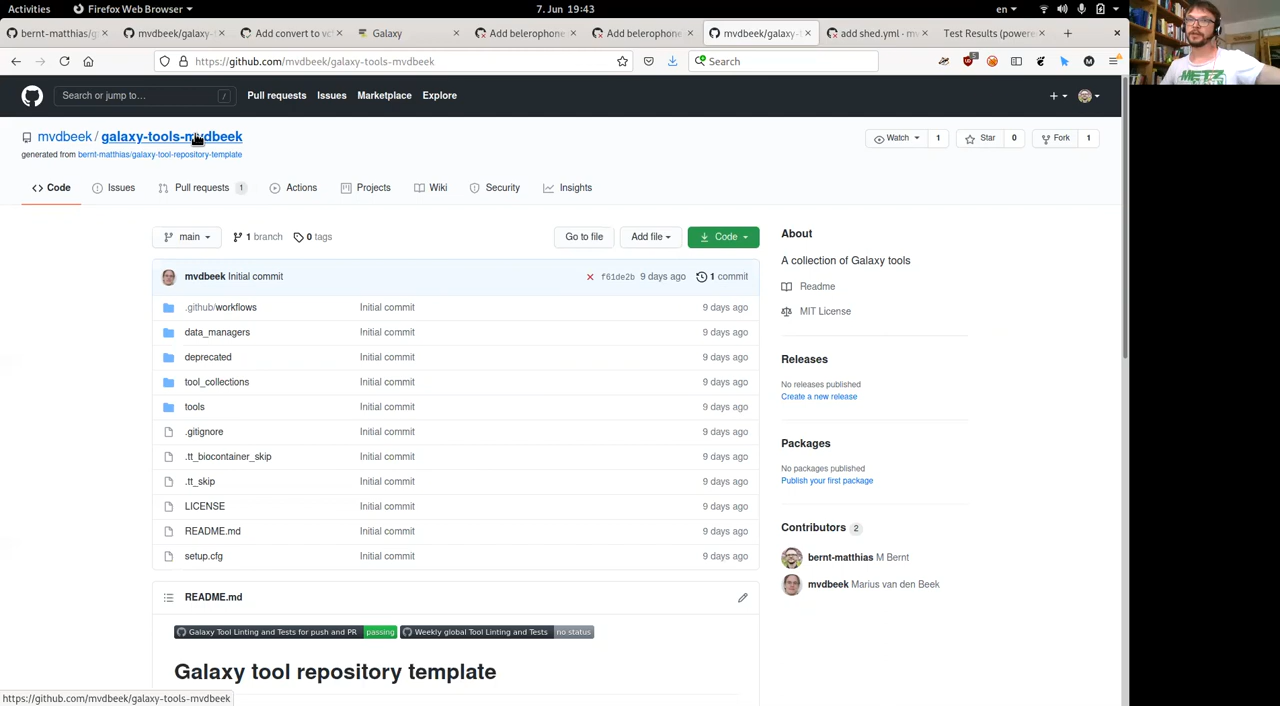 Activities
Firefox Web Browser
7. Jun 19:43
en
bernt-matthias/g
mvdbeek/galaxy-
Add convert to vc
Galaxy
Add belerophone
Add belerophone
mvdbeek/galaxy-t
add shed.yml · mv
Test Results (powere
https://github.com/mvdbeek/galaxy-tools-mvdbeek
Search
Search or jump to…
/
Pull requests
Issues
Marketplace
Explore
mvdbeek / galaxy-tools-mvdbeek
generated from bernt-matthias/galaxy-tool-repository-template
Watch 1
Star 0
Fork 1
Code
Issues
Pull requests 1
Actions
Projects
Wiki
Security
Insights
main
1 branch
0 tags
Go to file
Add file
Code
mvdbeek Initial commit
f61de2b 9 days ago
1 commit
.github/workflows Initial commit 9 days ago
data_managers Initial commit 9 days ago
deprecated Initial commit 9 days ago
tool_collections Initial commit 9 days ago
tools Initial commit 9 days ago
.gitignore Initial commit 9 days ago
.tt_biocontainer_skip Initial commit 9 days ago
.tt_skip Initial commit 9 days ago
LICENSE Initial commit 9 days ago
README.md Initial commit 9 days ago
setup.cfg Initial commit 9 days ago
README.md
Galaxy Tool Linting and Tests for push and PR passing
Weekly global Tool Linting and Tests no status
Galaxy tool repository template
About
A collection of Galaxy tools
Readme
MIT License
Releases
No releases published
Create a new release
Packages
No packages published
Publish your first package
Contributors 2
bernt-matthias M Bernt
mvdbeek Marius van den Beek
https://github.com/mvdbeek/galaxy-tools-mvdbeek
METZ